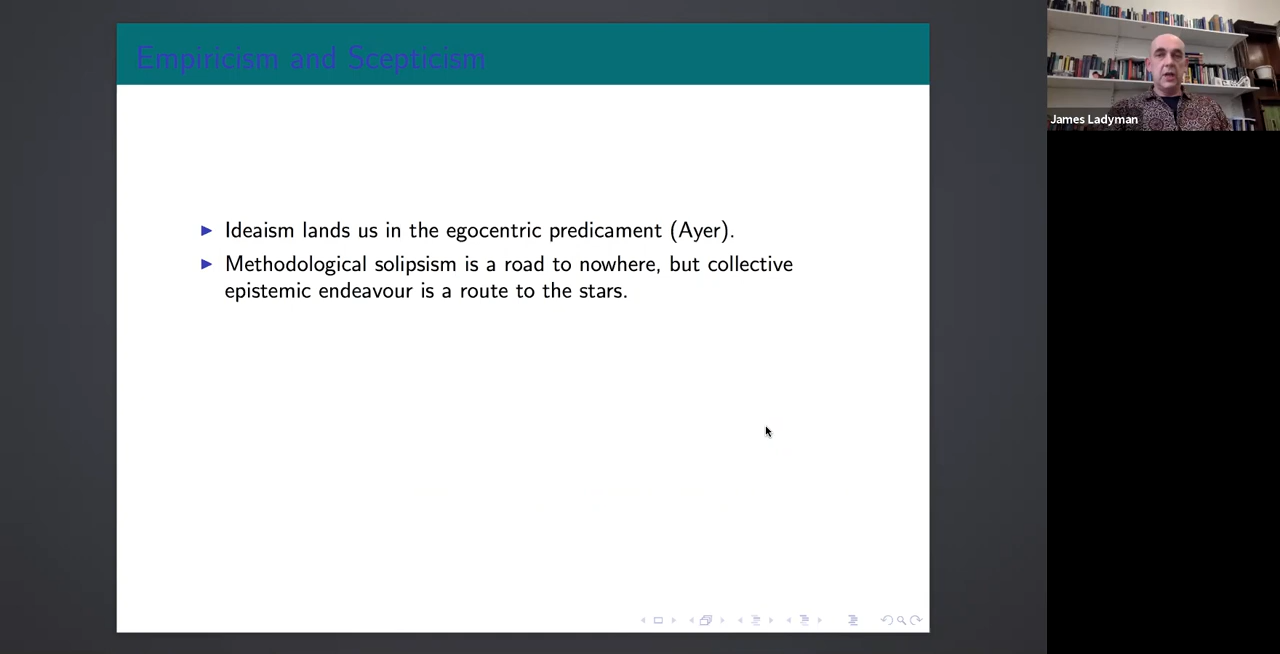 Empiricism and Scepticism
Ideaism lands us in the egocentric predicament (Ayer).
Methodological solipsism is a road to nowhere, but collective
epistemic endeavour is a route to the stars.
James Ladyman